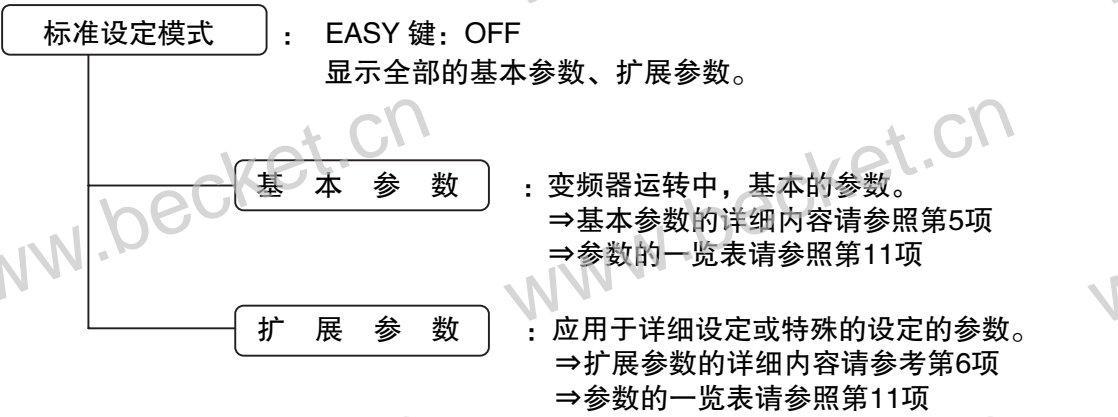 标准设定模式 : EASY 键：OFF
显示全部的基本参数、扩展参数。
基 本 参 数 : 变频器运转中，基本的参数。
⇒基本参数的详细内容请参照第5项
⇒参数的一览表请参照第11项
扩 展 参 数 : 应用于详细设定或特殊的设定的参数。
⇒扩展参数的详细内容请参考第6项
⇒参数的一览表请参照第11项
www.becket.cn
www.becket.cn